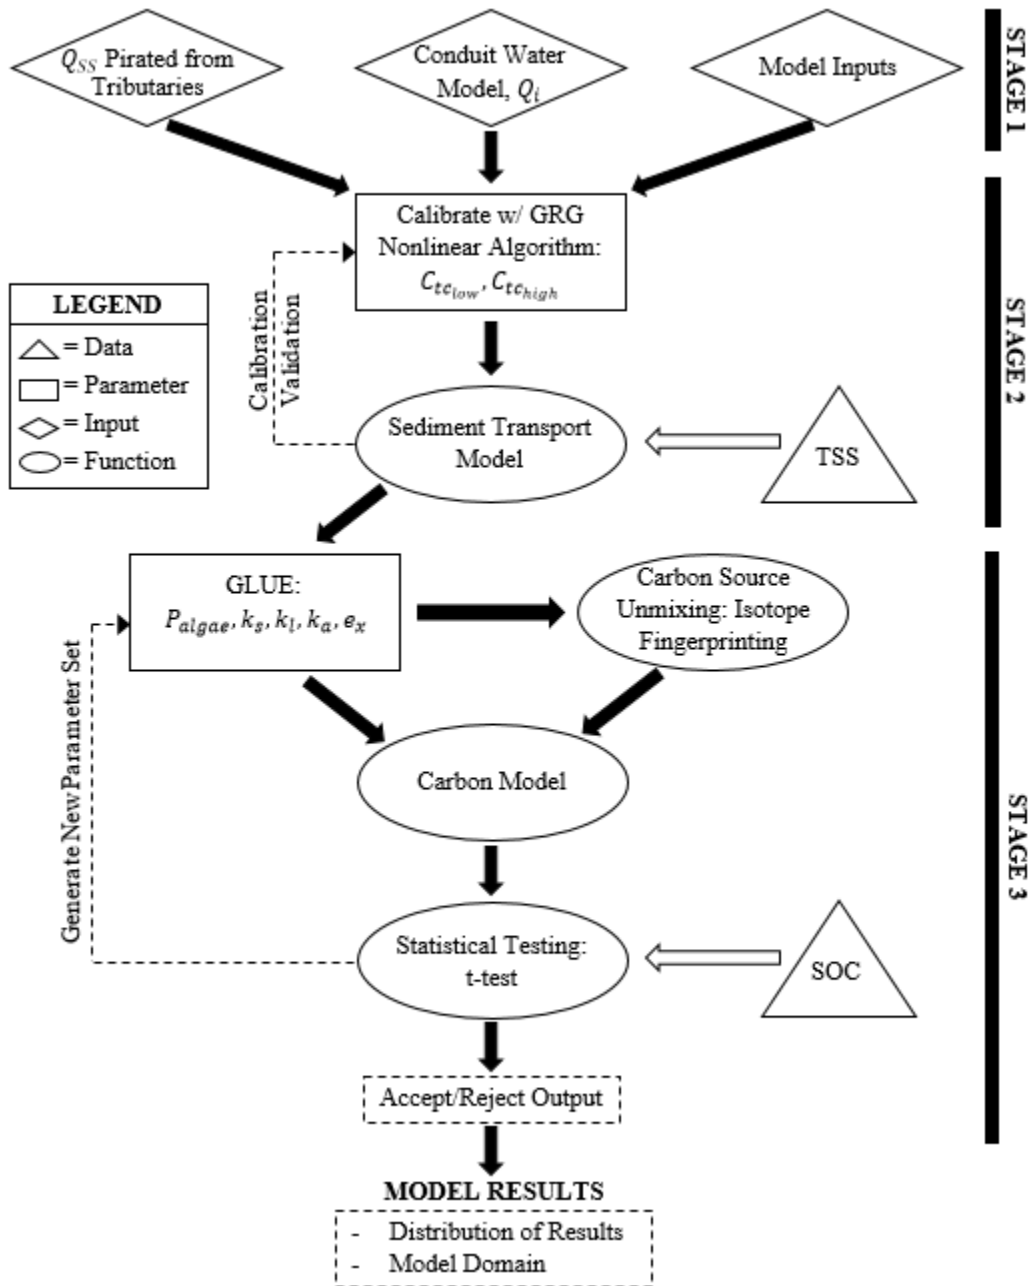 Q_SS Pirated from
Tributaries
Conduit Water
Model, Q_i
Model Inputs
STAGE 1
Calibrate w/ GRG
Nonlinear Algorithm:
C_tc_low, C_tc_high
Calibration
Validation
LEGEND
= Data
= Parameter
= Input
= Function
Sediment Transport
Model
TSS
STAGE 2
GLUE:
P_algae, k_s, k_l, k_a, e_x
Carbon Source
Unmixing: Isotope
Fingerprinting
Generate New Parameter Set
Carbon Model
Statistical Testing:
t-test
SOC
STAGE 3
Accept/Reject Output
MODEL RESULTS
- Distribution of Results
- Model Domain